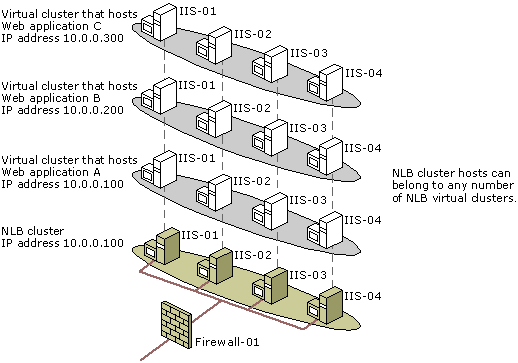 Virtual cluster that hosts
Web application C
IP address 10.0.0.300
IIS-01
IIS-02
IIS-03
IIS-04
Virtual cluster that hosts
Web application B
IP address 10.0.0.200
IIS-01
IIS-02
IIS-03
IIS-04
Virtual cluster that hosts
Web application A
IP address 10.0.0.100
IIS-01
IIS-02
IIS-03
IIS-04
NLB cluster hosts can
belong to any number
of NLB virtual clusters.
NLB cluster
IP address 10.0.0.100
IIS-01
IIS-02
IIS-03
IIS-04
Firewall-01